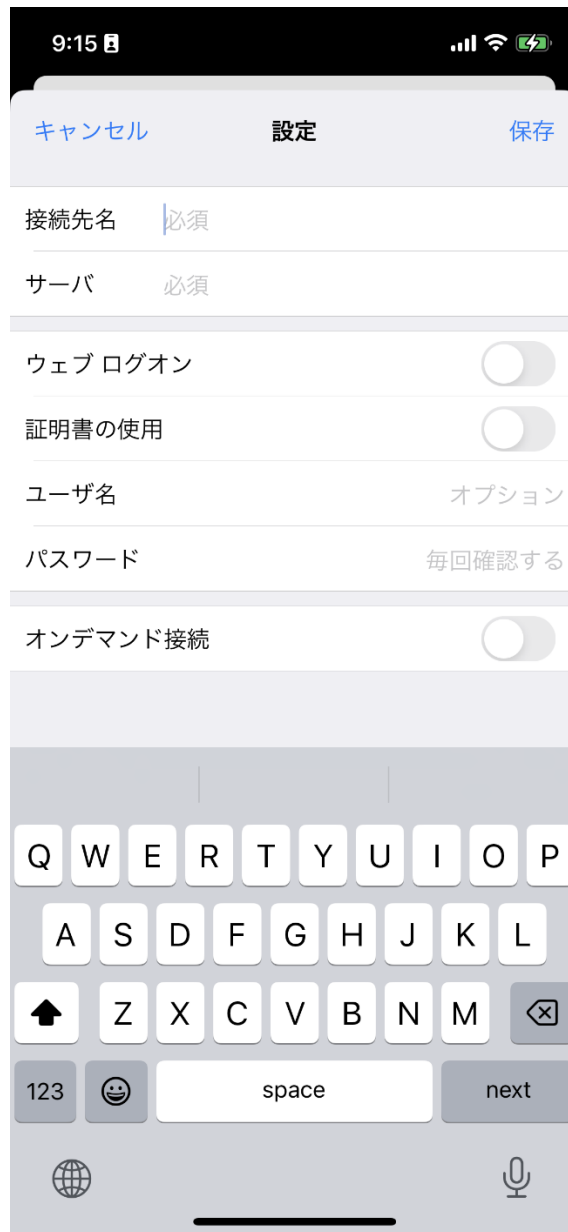 9:15
キャンセル 設定 保存
接続先名 必須
サーバ 必須
ウェブ ログオン
証明書の使用
ユーザ名 オプション
パスワード 毎回確認する
オンデマンド接続
Q W E R T Y U I O P
A S D F G H J K L
Z X C V B N M
123 space next